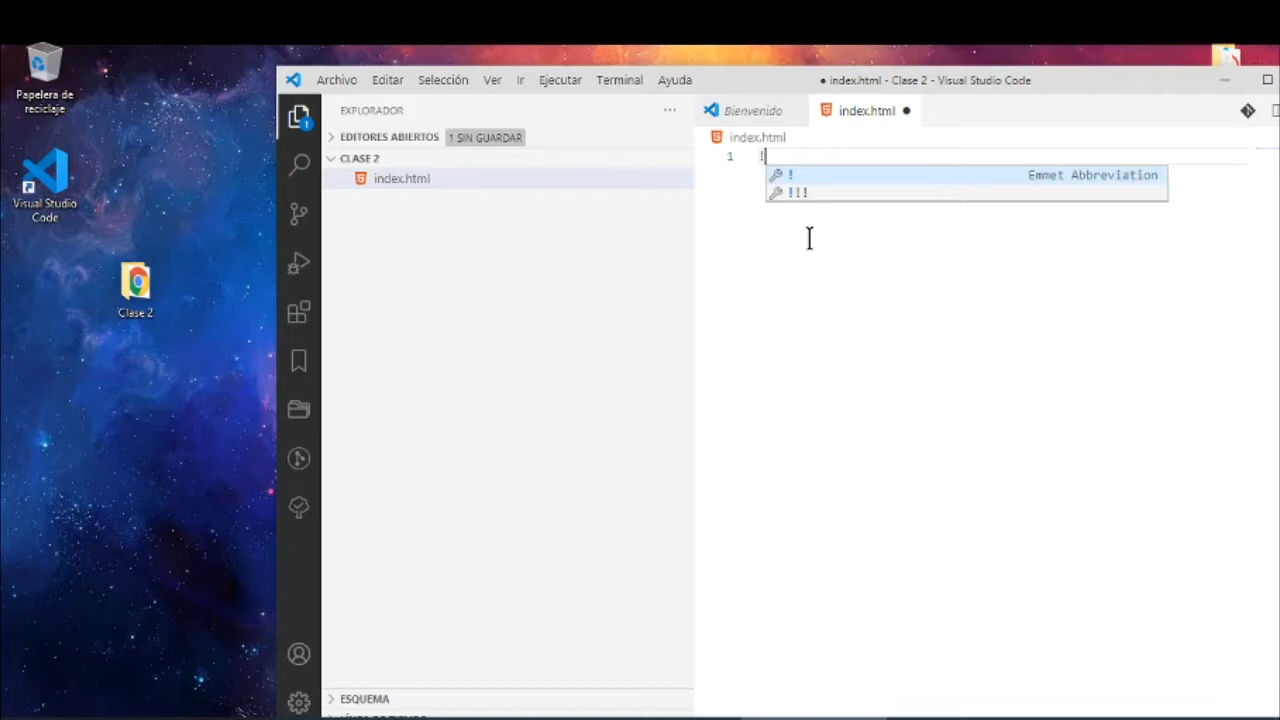 Papelera de
reciclaje
Visual Studio
Code
Clase 2
Archivo Editar Selección Ver Ir Ejecutar Terminal Ayuda
● index.html - Clase 2 - Visual Studio Code
EXPLORADOR
EDITORES ABIERTOS 1 SIN GUARDAR
CLASE 2
index.html
ESQUEMA
Bienvenido
index.html
index.html
1 !
! Emmet Abbreviation
!!!
1